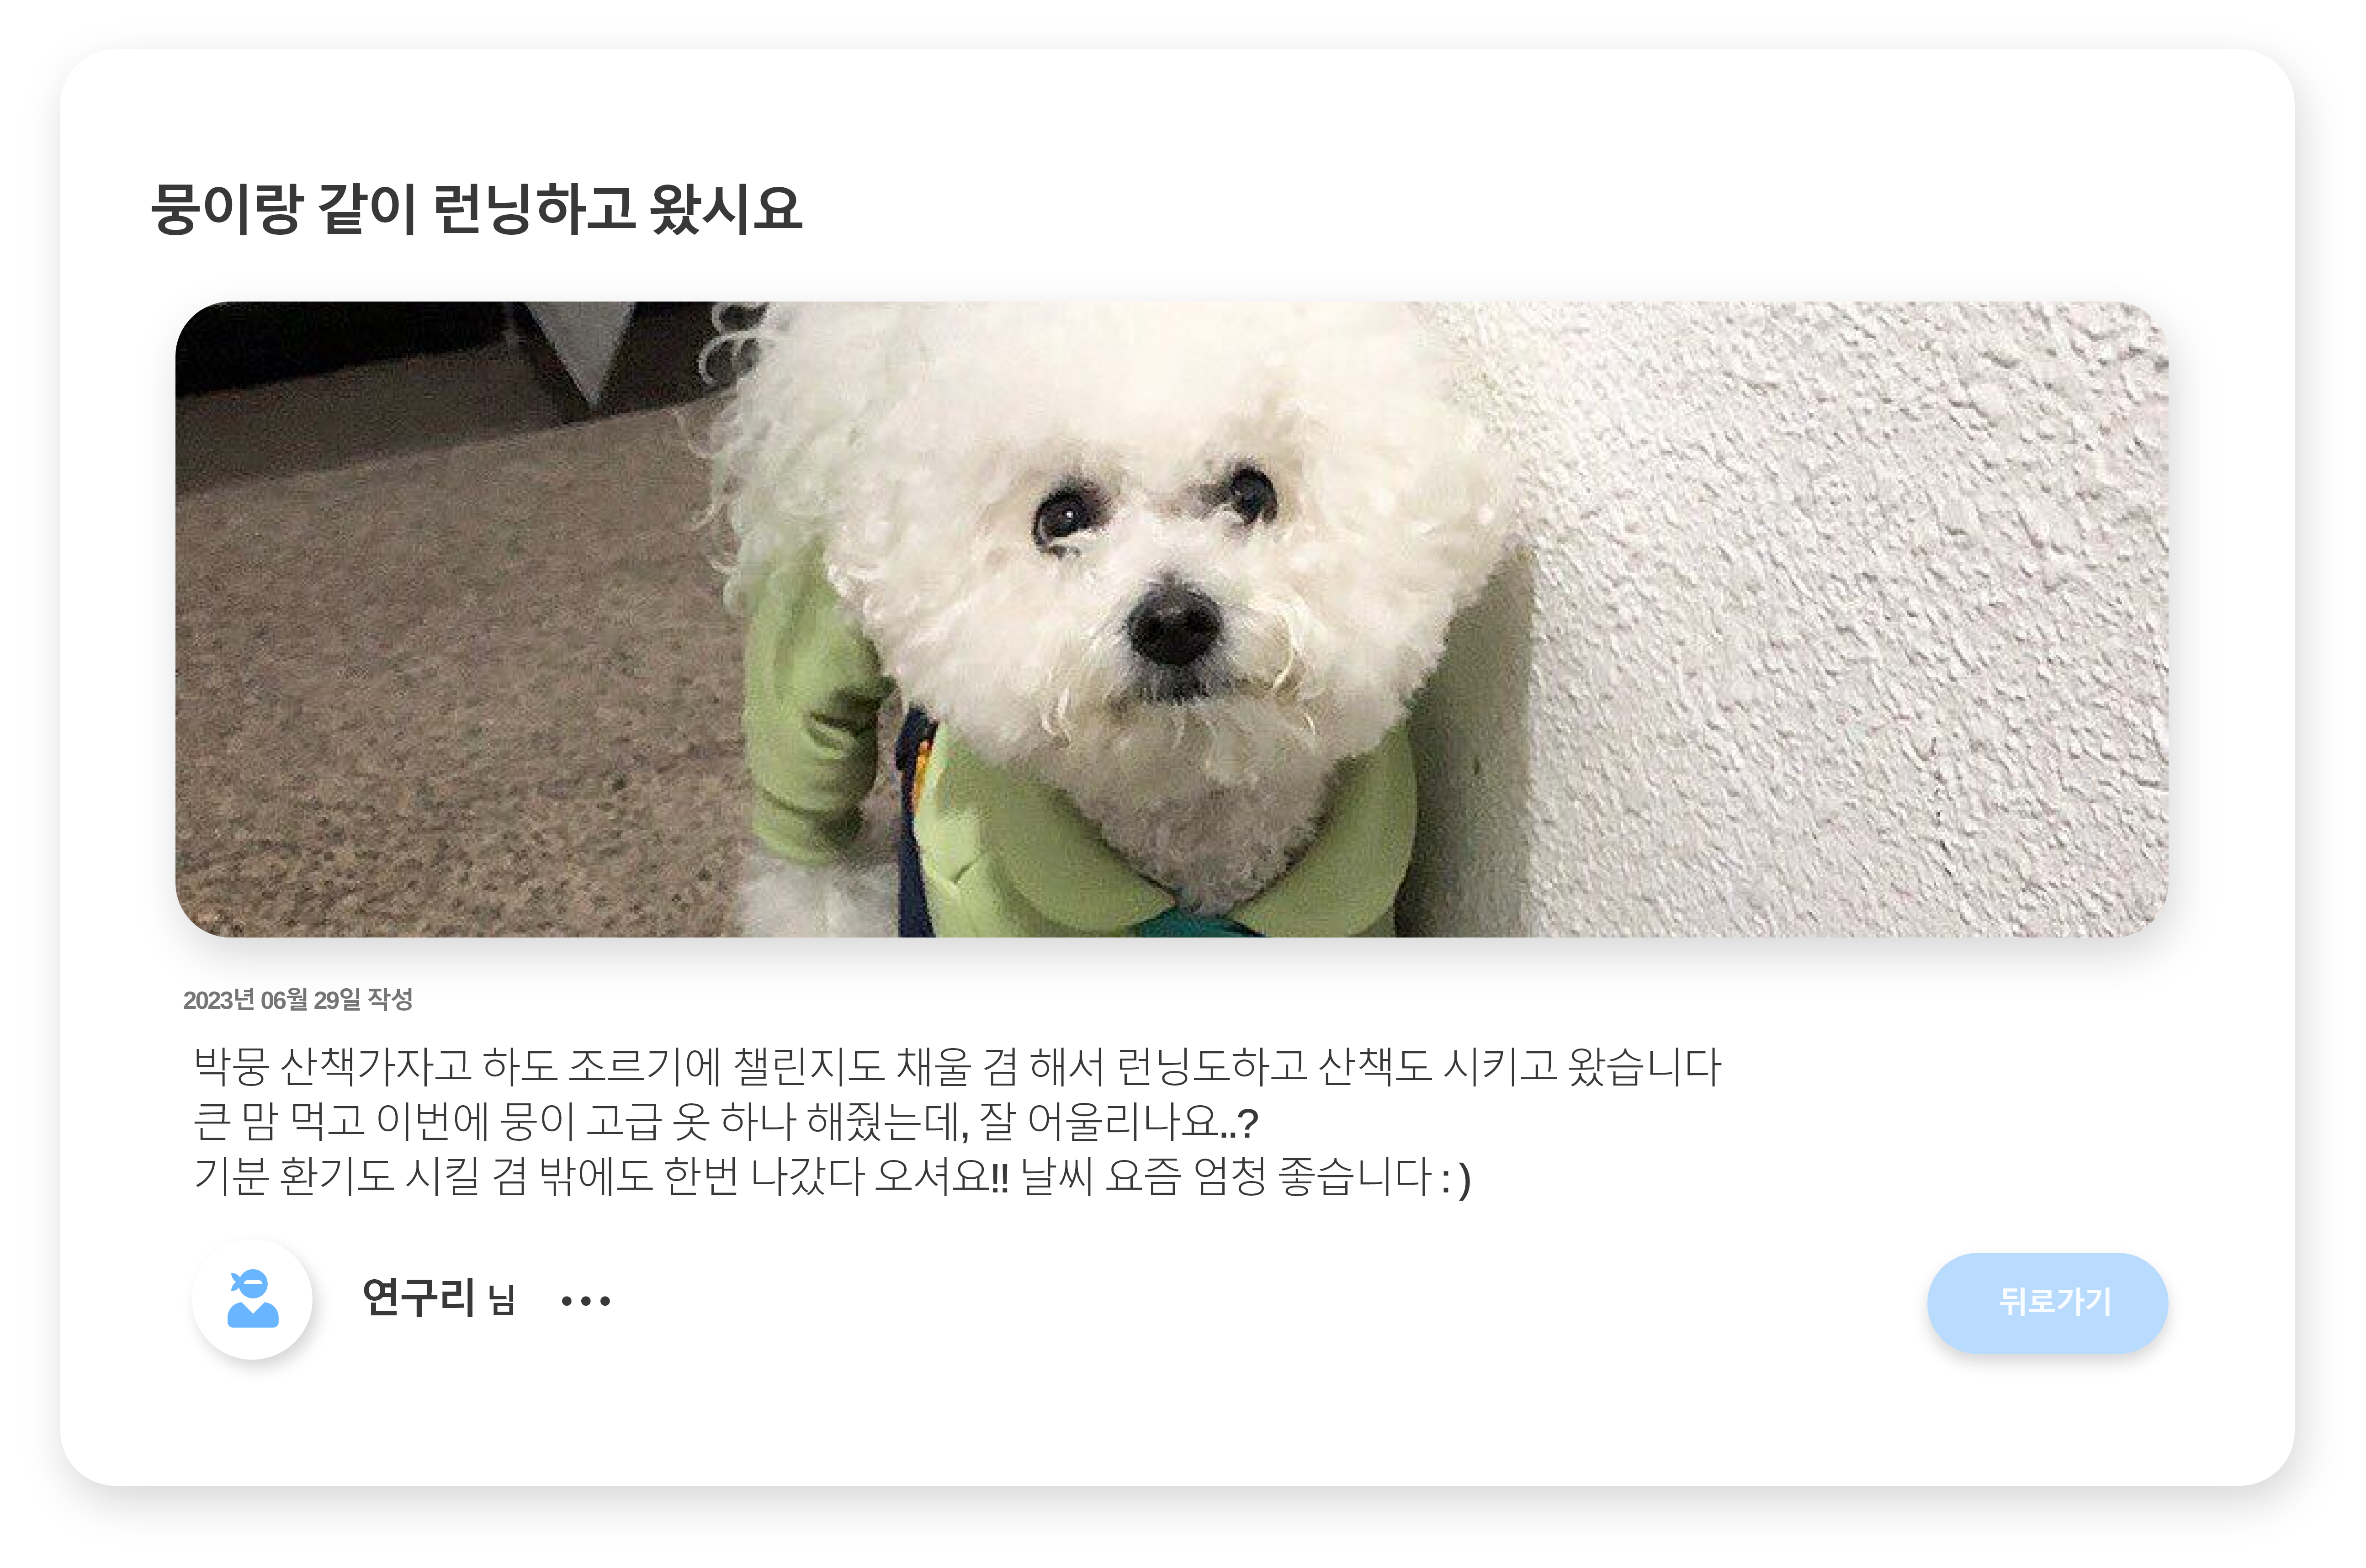 뭉이랑 같이 런닝하고 왔시요
2023년 06월 29일 작성
박뭉 산책가자고 하도 조르기에 챌린지도 채울 겸 해서 런닝도하고 산책도 시키고 왔습니다
큰 맘 먹고 이번에 뭉이 고급 옷 하나 해줬는데, 잘 어울리나요..?
기분 환기도 시킬 겸 밖에도 한번 나갔다 오셔요!! 날씨 요즘 엄청 좋습니다 : )
연구리 님 •••
뒤로가기